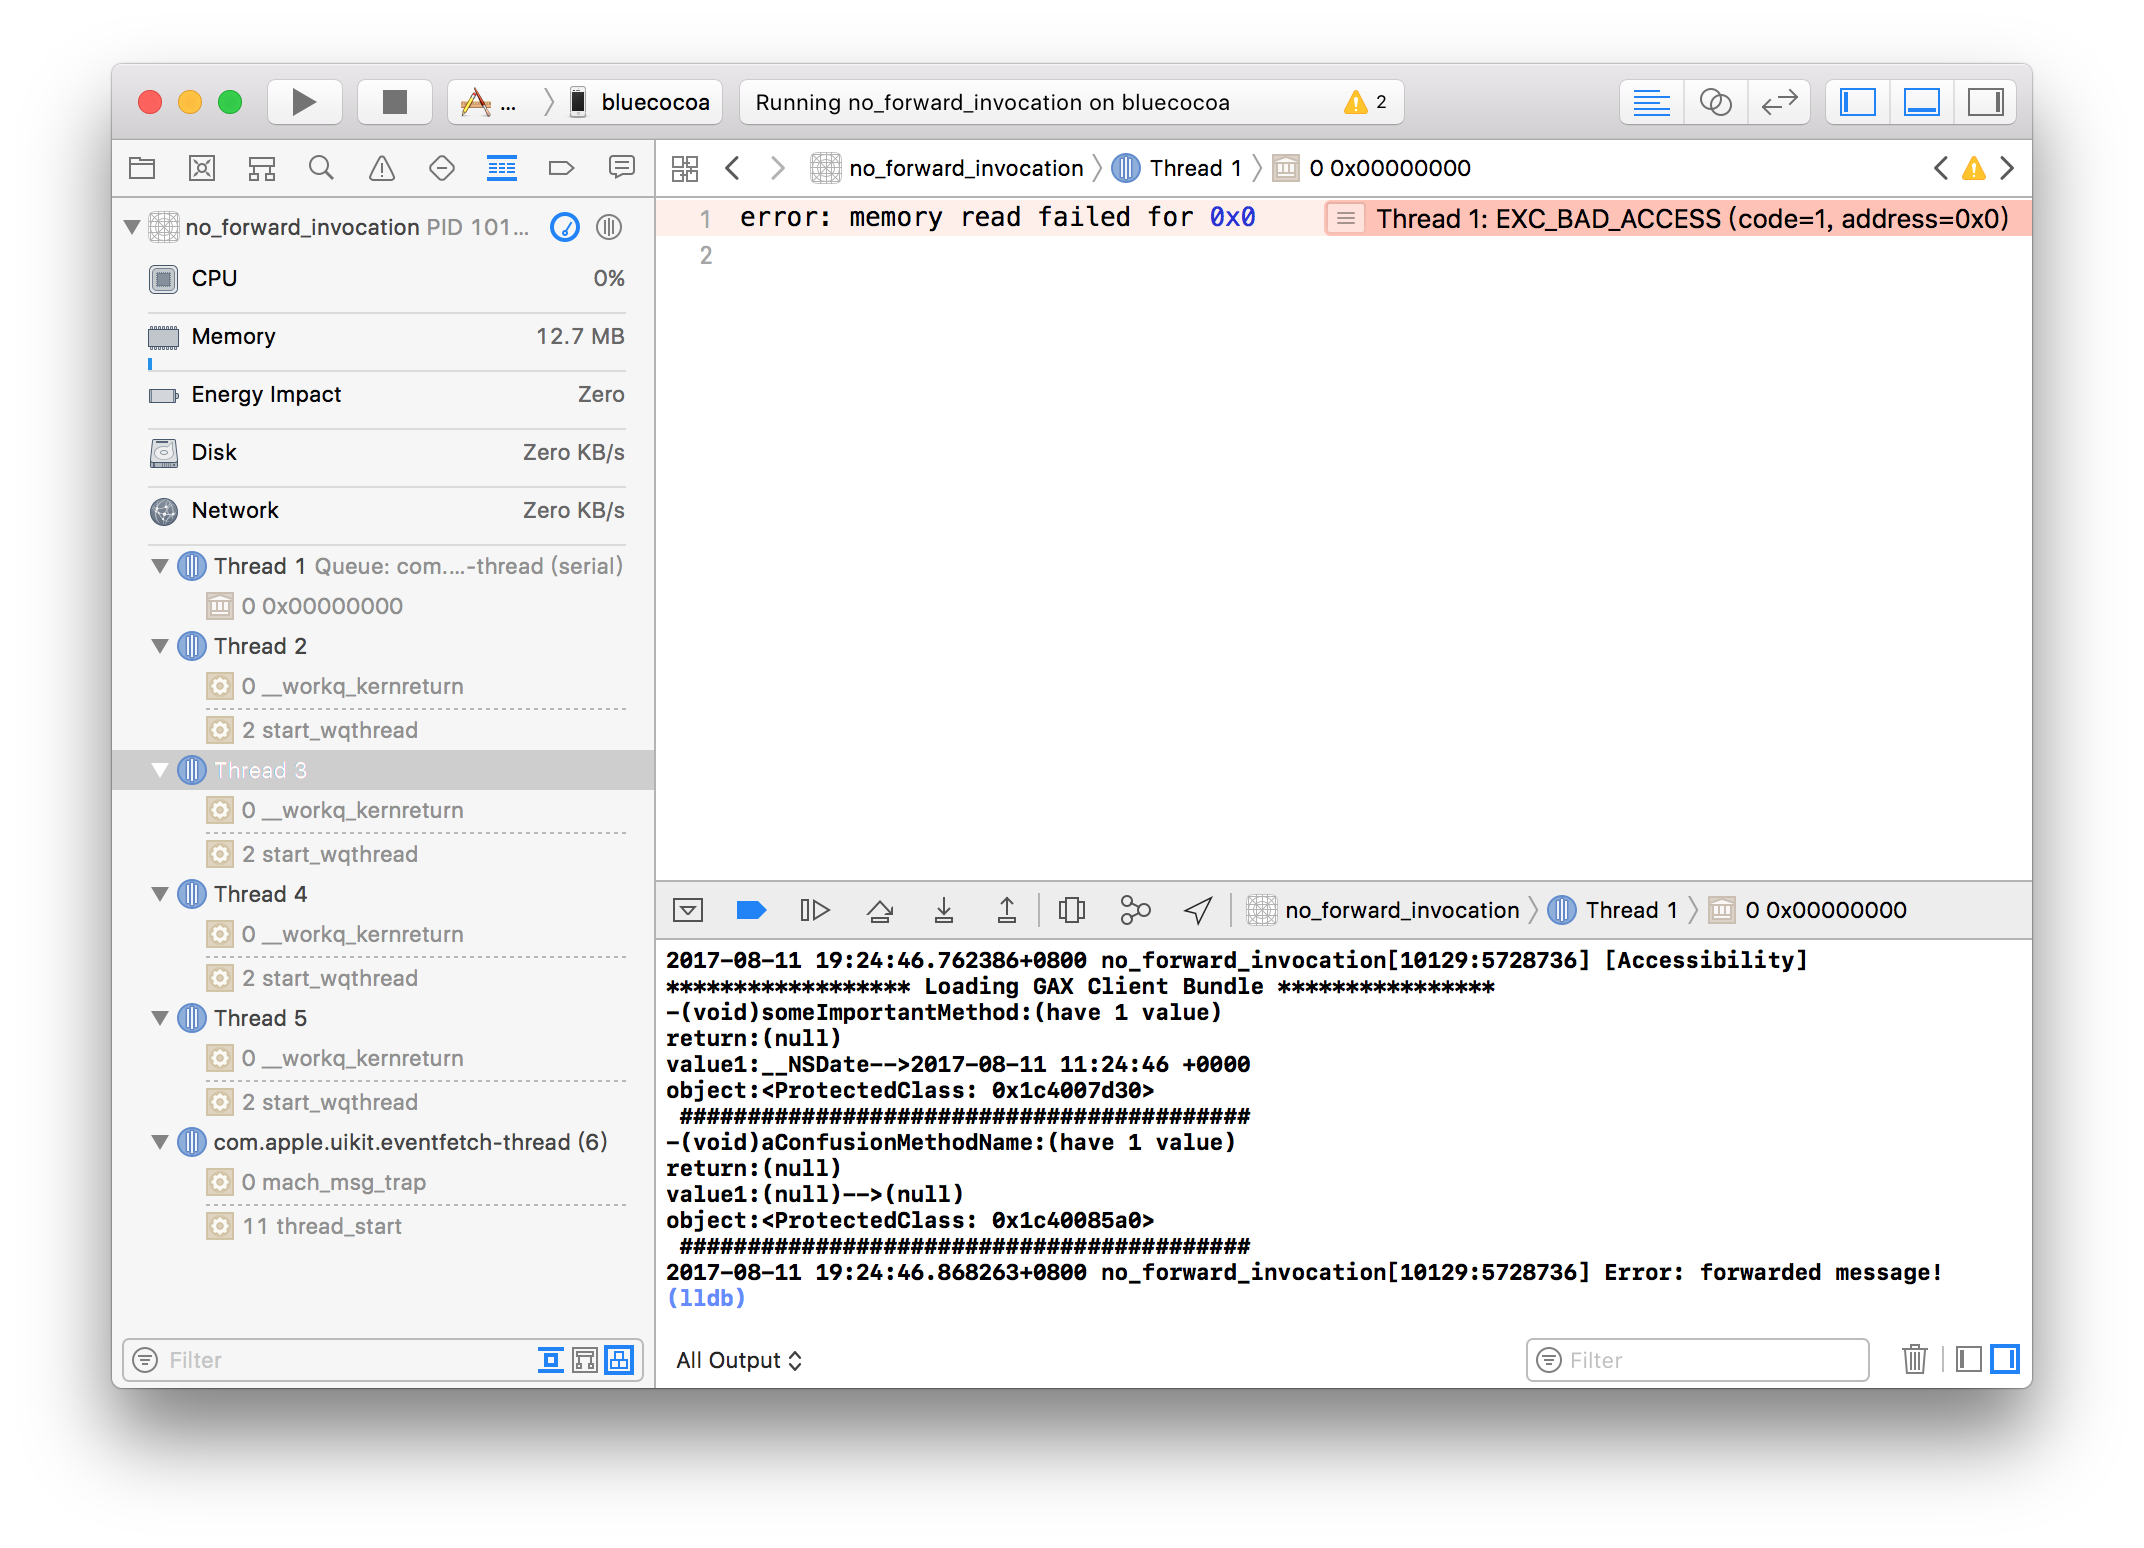 ... bluecocoa
Running no_forward_invocation on bluecocoa 2
no_forward_invocation PID 101...
CPU 0%
Memory 12.7 MB
Energy Impact Zero
Disk Zero KB/s
Network Zero KB/s
Thread 1 Queue: com....-thread (serial)
0 0x00000000
Thread 2
0 __workq_kernreturn
2 start_wqthread
Thread 3
0 __workq_kernreturn
2 start_wqthread
Thread 4
0 __workq_kernreturn
2 start_wqthread
Thread 5
0 __workq_kernreturn
2 start_wqthread
com.apple.uikit.eventfetch-thread (6)
0 mach_msg_trap
11 thread_start
Filter
no_forward_invocation Thread 1 0 0x00000000
1 error: memory read failed for 0x0 Thread 1: EXC_BAD_ACCESS (code=1, address=0x0)
2
no_forward_invocation Thread 1 0 0x00000000
2017-08-11 19:24:46.762386+0800 no_forward_invocation[10129:5728736] [Accessibility]
****************** Loading GAX Client Bundle ****************
-(void)someImportantMethod:(have 1 value)
return:(null)
value1:__NSDate-->2017-08-11 11:24:46 +0000
object:<ProtectedClass: 0x1c4007d30>
##########################################
-(void)aConfusionMethodName:(have 1 value)
return:(null)
value1:(null)-->(null)
object:<ProtectedClass: 0x1c40085a0>
##########################################
2017-08-11 19:24:46.868263+0800 no_forward_invocation[10129:5728736] Error: forwarded message!
(lldb)
All Output Filter